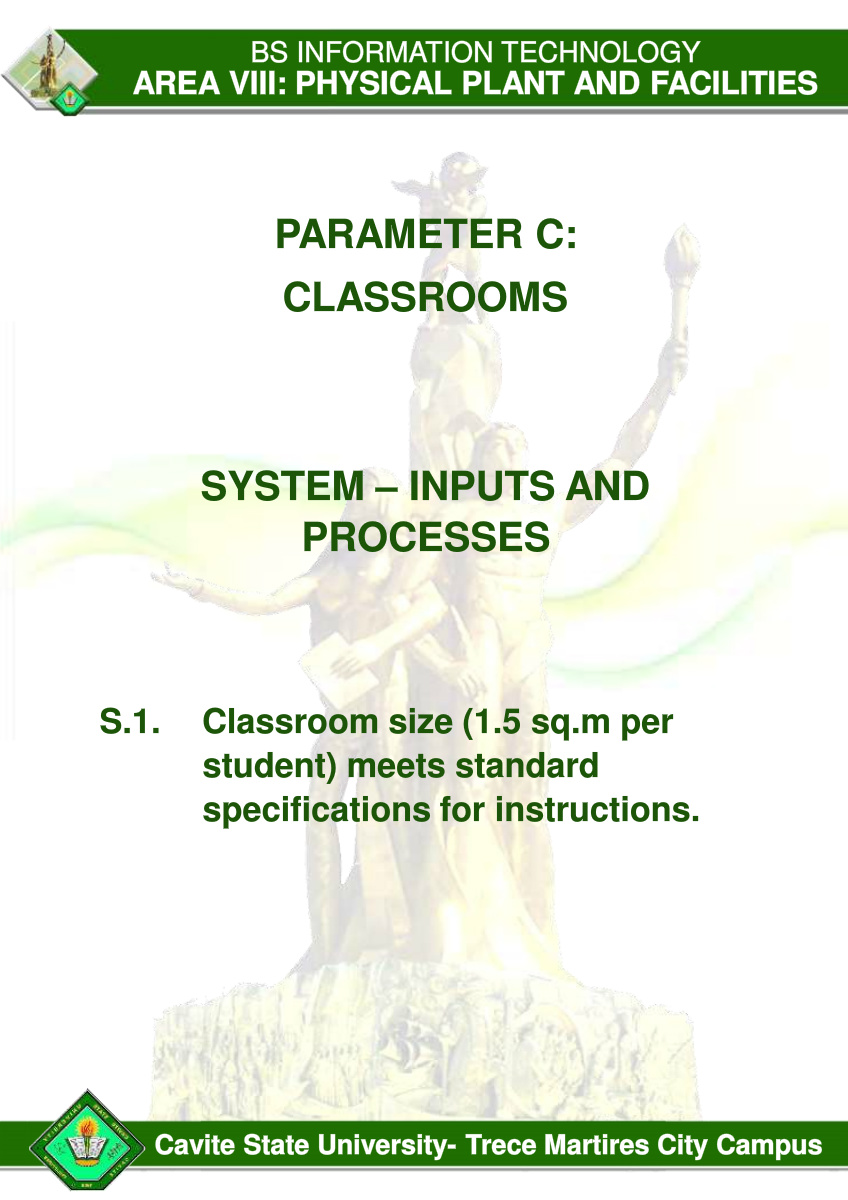 BS INFORMATION TECHNOLOGY
AREA VIII: PHYSICAL PLANT AND FACILITIES
PARAMETER C:
CLASSROOMS
SYSTEM – INPUTS AND
PROCESSES
S.1. Classroom size (1.5 sq.m per
student) meets standard
specifications for instructions.
Cavite State University- Trece Martires City Campus